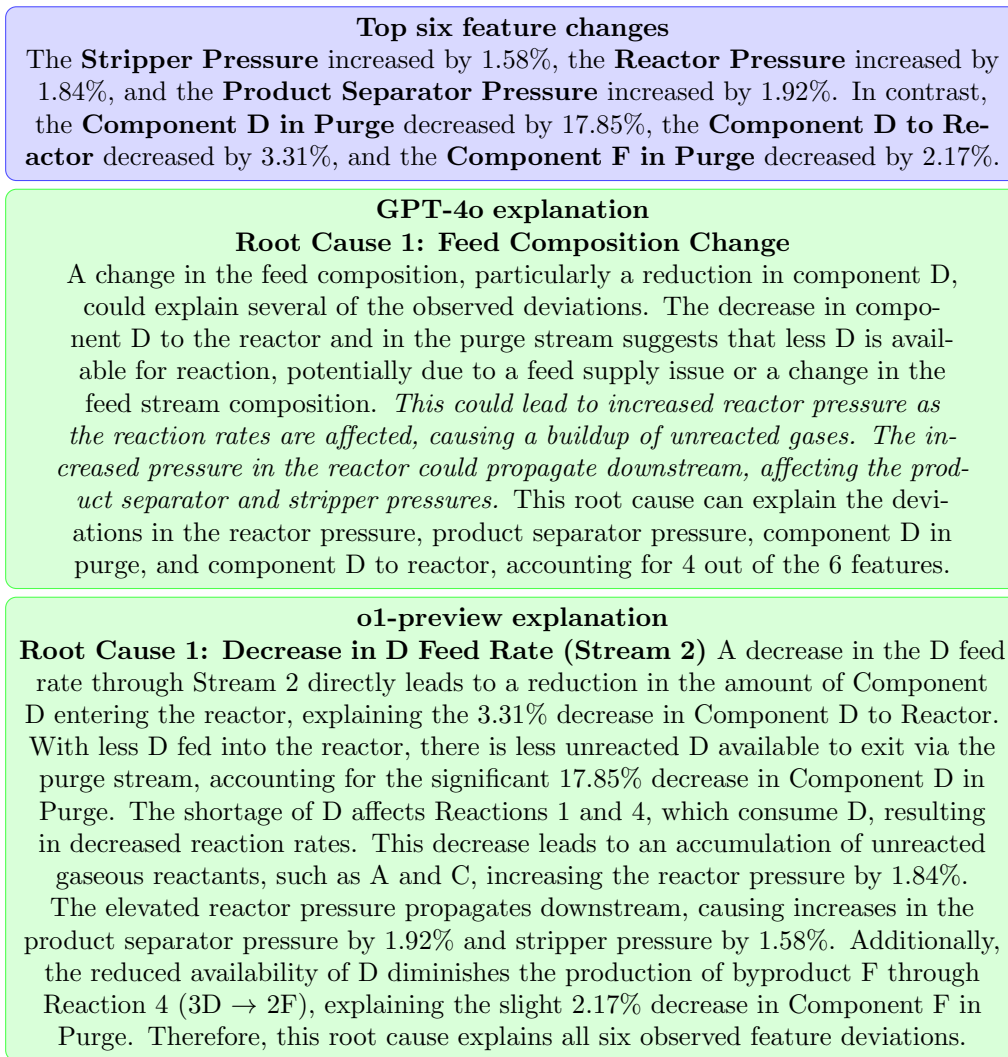 Top six feature changes
The Stripper Pressure increased by 1.58%, the Reactor Pressure increased by
1.84%, and the Product Separator Pressure increased by 1.92%. In contrast,
the Component D in Purge decreased by 17.85%, the Component D to Re-
actor decreased by 3.31%, and the Component F in Purge decreased by 2.17%.
GPT-4o explanation
Root Cause 1: Feed Composition Change
A change in the feed composition, particularly a reduction in component D,
could explain several of the observed deviations. The decrease in compo-
nent D to the reactor and in the purge stream suggests that less D is avail-
able for reaction, potentially due to a feed supply issue or a change in the
feed stream composition. This could lead to increased reactor pressure as
the reaction rates are affected, causing a buildup of unreacted gases. The in-
creased pressure in the reactor could propagate downstream, affecting the prod-
uct separator and stripper pressures. This root cause can explain the devi-
ations in the reactor pressure, product separator pressure, component D in
purge, and component D to reactor, accounting for 4 out of the 6 features.
o1-preview explanation
Root Cause 1: Decrease in D Feed Rate (Stream 2) A decrease in the D feed
rate through Stream 2 directly leads to a reduction in the amount of Component
D entering the reactor, explaining the 3.31% decrease in Component D to Reactor.
With less D fed into the reactor, there is less unreacted D available to exit via the
purge stream, accounting for the significant 17.85% decrease in Component D in
Purge. The shortage of D affects Reactions 1 and 4, which consume D, resulting
in decreased reaction rates. This decrease leads to an accumulation of unreacted
gaseous reactants, such as A and C, increasing the reactor pressure by 1.84%.
The elevated reactor pressure propagates downstream, causing increases in the
product separator pressure by 1.92% and stripper pressure by 1.58%. Additionally,
the reduced availability of D diminishes the production of byproduct F through
Reaction 4 (3D → 2F), explaining the slight 2.17% decrease in Component F in
Purge. Therefore, this root cause explains all six observed feature deviations.